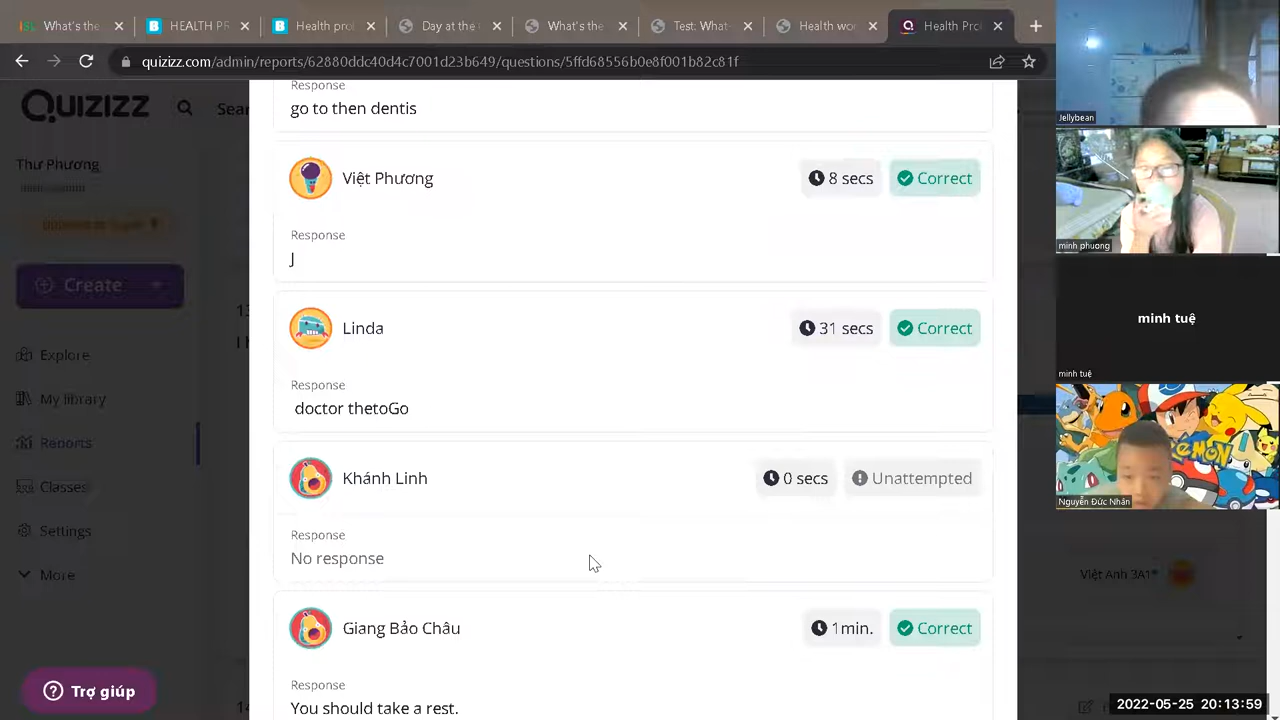 What's the
HEALTH PR
Health pro
Day at the
What's the
Test: What
Health wor
Health Pro
quizizz.com/admin/reports/62880ddc40d4c7001d23b649/questions/5ffd68556b0e8f001b82c81f
QUIZIZZ
Sear
Thư Phương
Create
Explore
My library
Reports
Classes
Settings
More
Trợ giúp
Response
go to then dentis
Việt Phương
8 secs
Correct
Response
J
Linda
31 secs
Correct
Response
doctor thetoGo
Khánh Linh
0 secs
Unattempted
Response
No response
Giang Bảo Châu
1min.
Correct
Response
You should take a rest.
Jellybean
minh phuong
minh tuệ
minh tuệ
Nguyễn Đức Nhân
Việt Anh 3A1*
2022-05-25 20:13:59